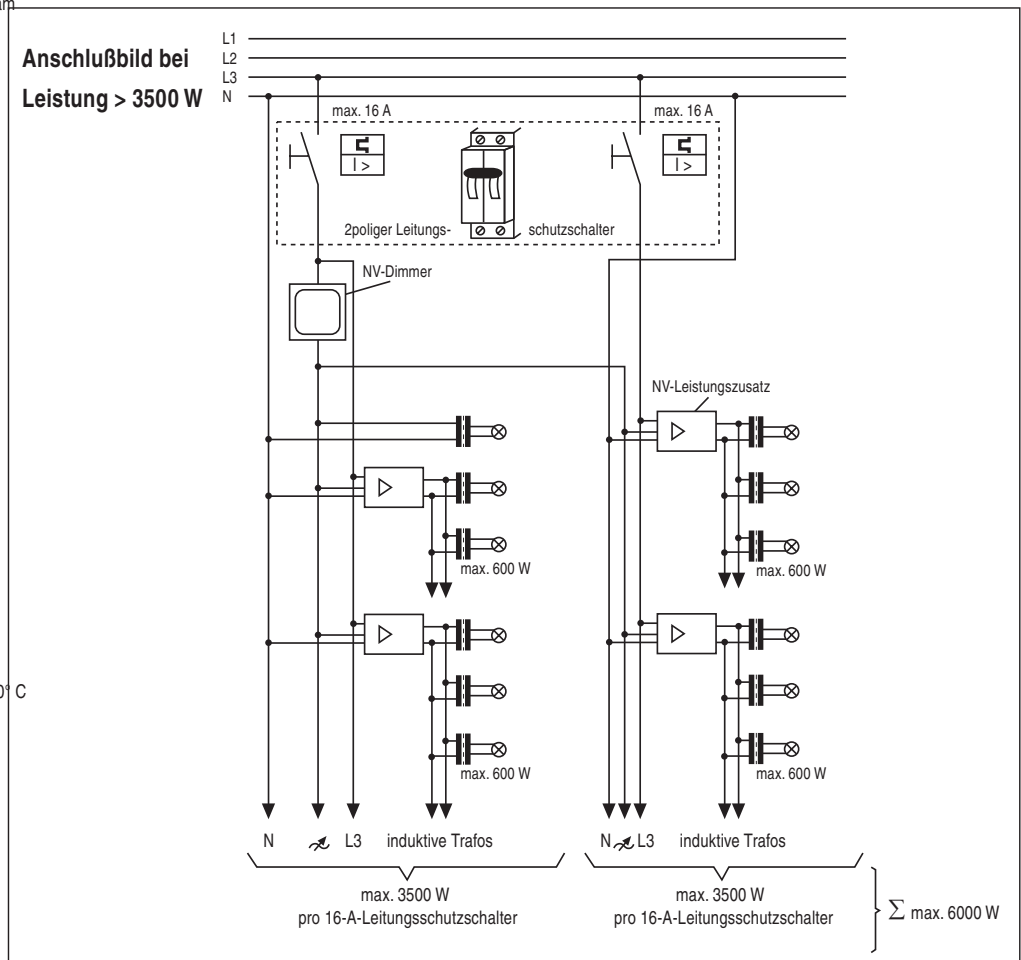 am
Anschlußbild bei
Leistung > 3500 W
L1
L2
L3
N
max. 16 A
max. 16 A
I >
I >
2poliger Leitungs-
schutzschalter
NV-Dimmer
NV-Leistungszusatz
max. 600 W
max. 600 W
0° C
max. 600 W
max. 600 W
N
L3
induktive Trafos
N
L3
induktive Trafos
max. 3500 W
pro 16-A-Leitungsschutzschalter
max. 3500 W
pro 16-A-Leitungsschutzschalter
∑ max. 6000 W